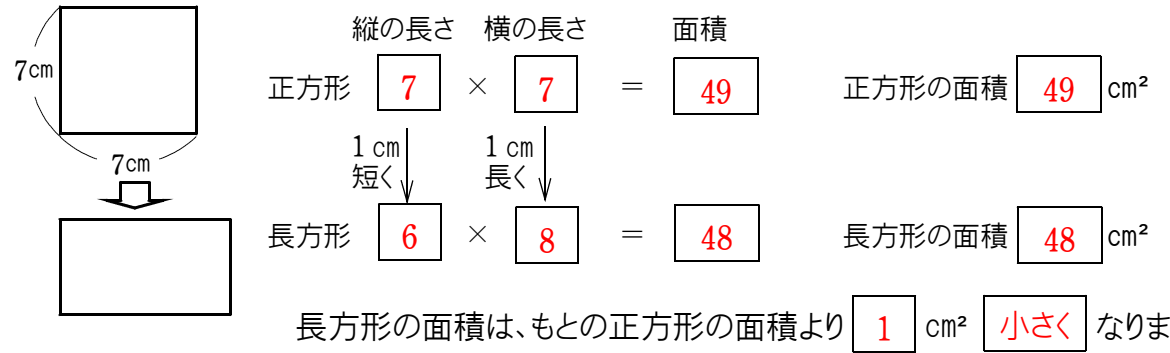 縦の長さ 横の長さ 面積
7cm 正方形 7 × 7 = 49 正方形の面積 49 cm²
1cm 短く 1cm 長く
7cm
長方形 6 × 8 = 48 長方形の面積 48 cm²
長方形の面積は、もとの正方形の面積より 1 cm² 小さく なりま